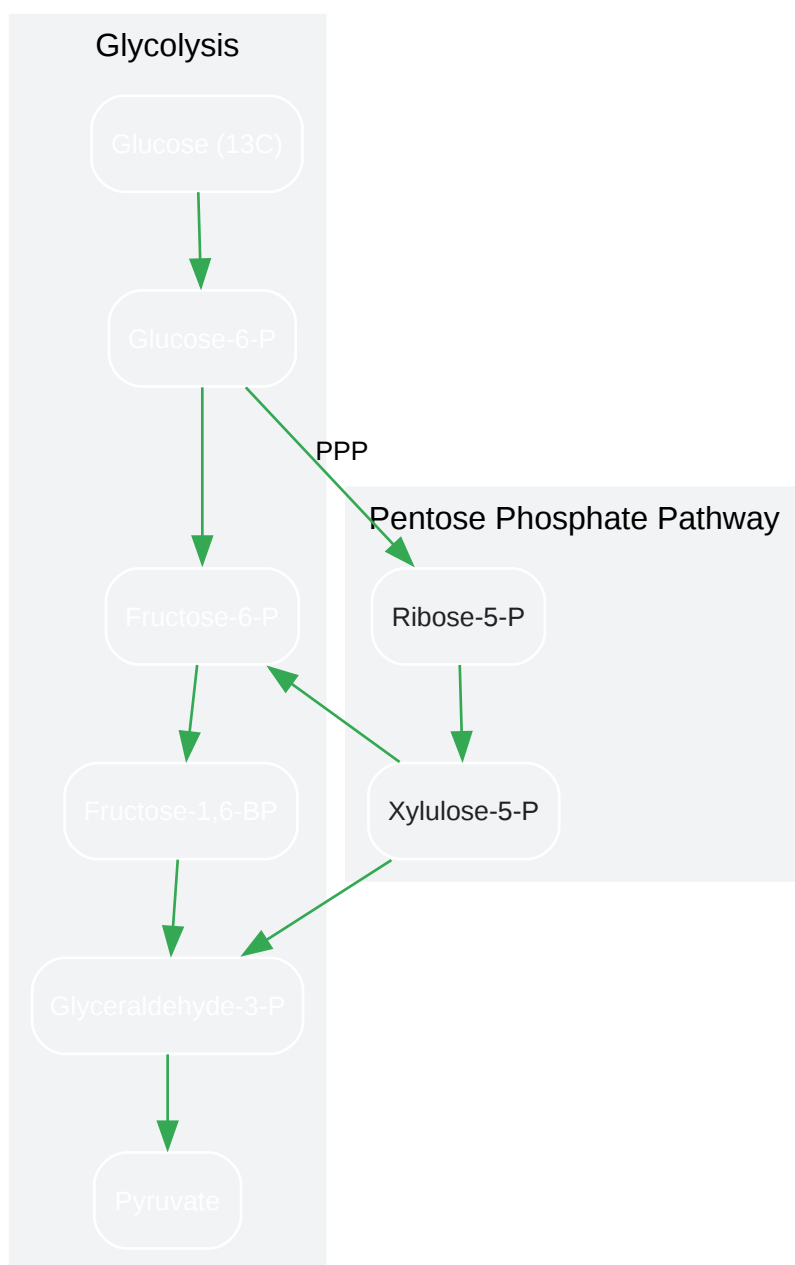 Glycolysis
Glucose (13C)
Glucose-6-P
PPP
Pentose Phosphate Pathway
Fructose-6-P
Ribose-5-P
Fructose-1,6-BP
Xylulose-5-P
Glyceraldehyde-3-P
Pyruvate